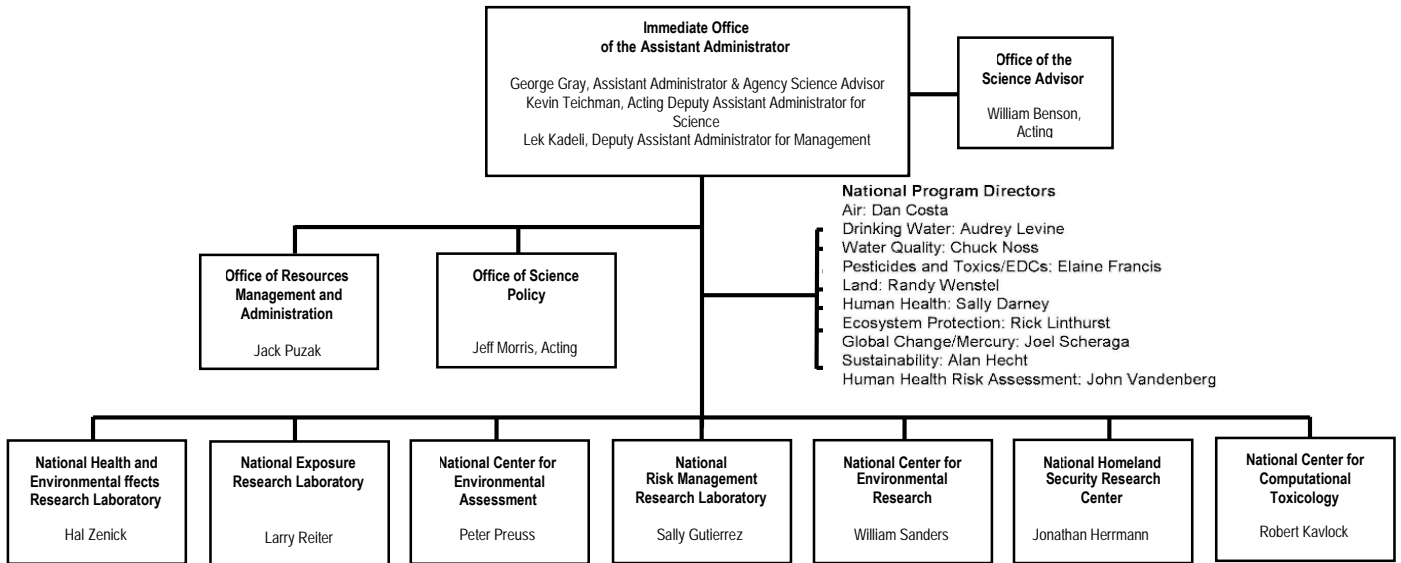 Immediate Office
of the Assistant Administrator
George Gray, Assistant Administrator & Agency Science Advisor
Kevin Teichman, Acting Deputy Assistant Administrator for
Science
Lek Kadeli, Deputy Assistant Administrator for Management
Office of the
Science Advisor
William Benson,
Acting
National Program Directors
Air: Dan Costa
Drinking Water: Audrey Levine
Water Quality: Chuck Noss
Pesticides and Toxics/EDCs: Elaine Francis
Land: Randy Wenstel
Human Health: Sally Darney
Ecosystem Protection: Rick Linthurst
Global Change/Mercury: Joel Scheraga
Sustainability: Alan Hecht
Human Health Risk Assessment: John Vandenberg
Office of Resources
Management and
Administration
Jack Puzak
Office of Science
Policy
Jeff Morris, Acting
National Health and
Environmental ffects
Research Laboratory
Hal Zenick
National Exposure
Research Laboratory
Larry Reiter
National Center for
Environmental
Assessment
Peter Preuss
National
Risk Management
Research Laboratory
Sally Gutierrez
National Center for
Environmental
Research
William Sanders
National Homeland
Security Research
Center
Jonathan Herrmann
National Center for
Computational
Toxicology
Robert Kavlock